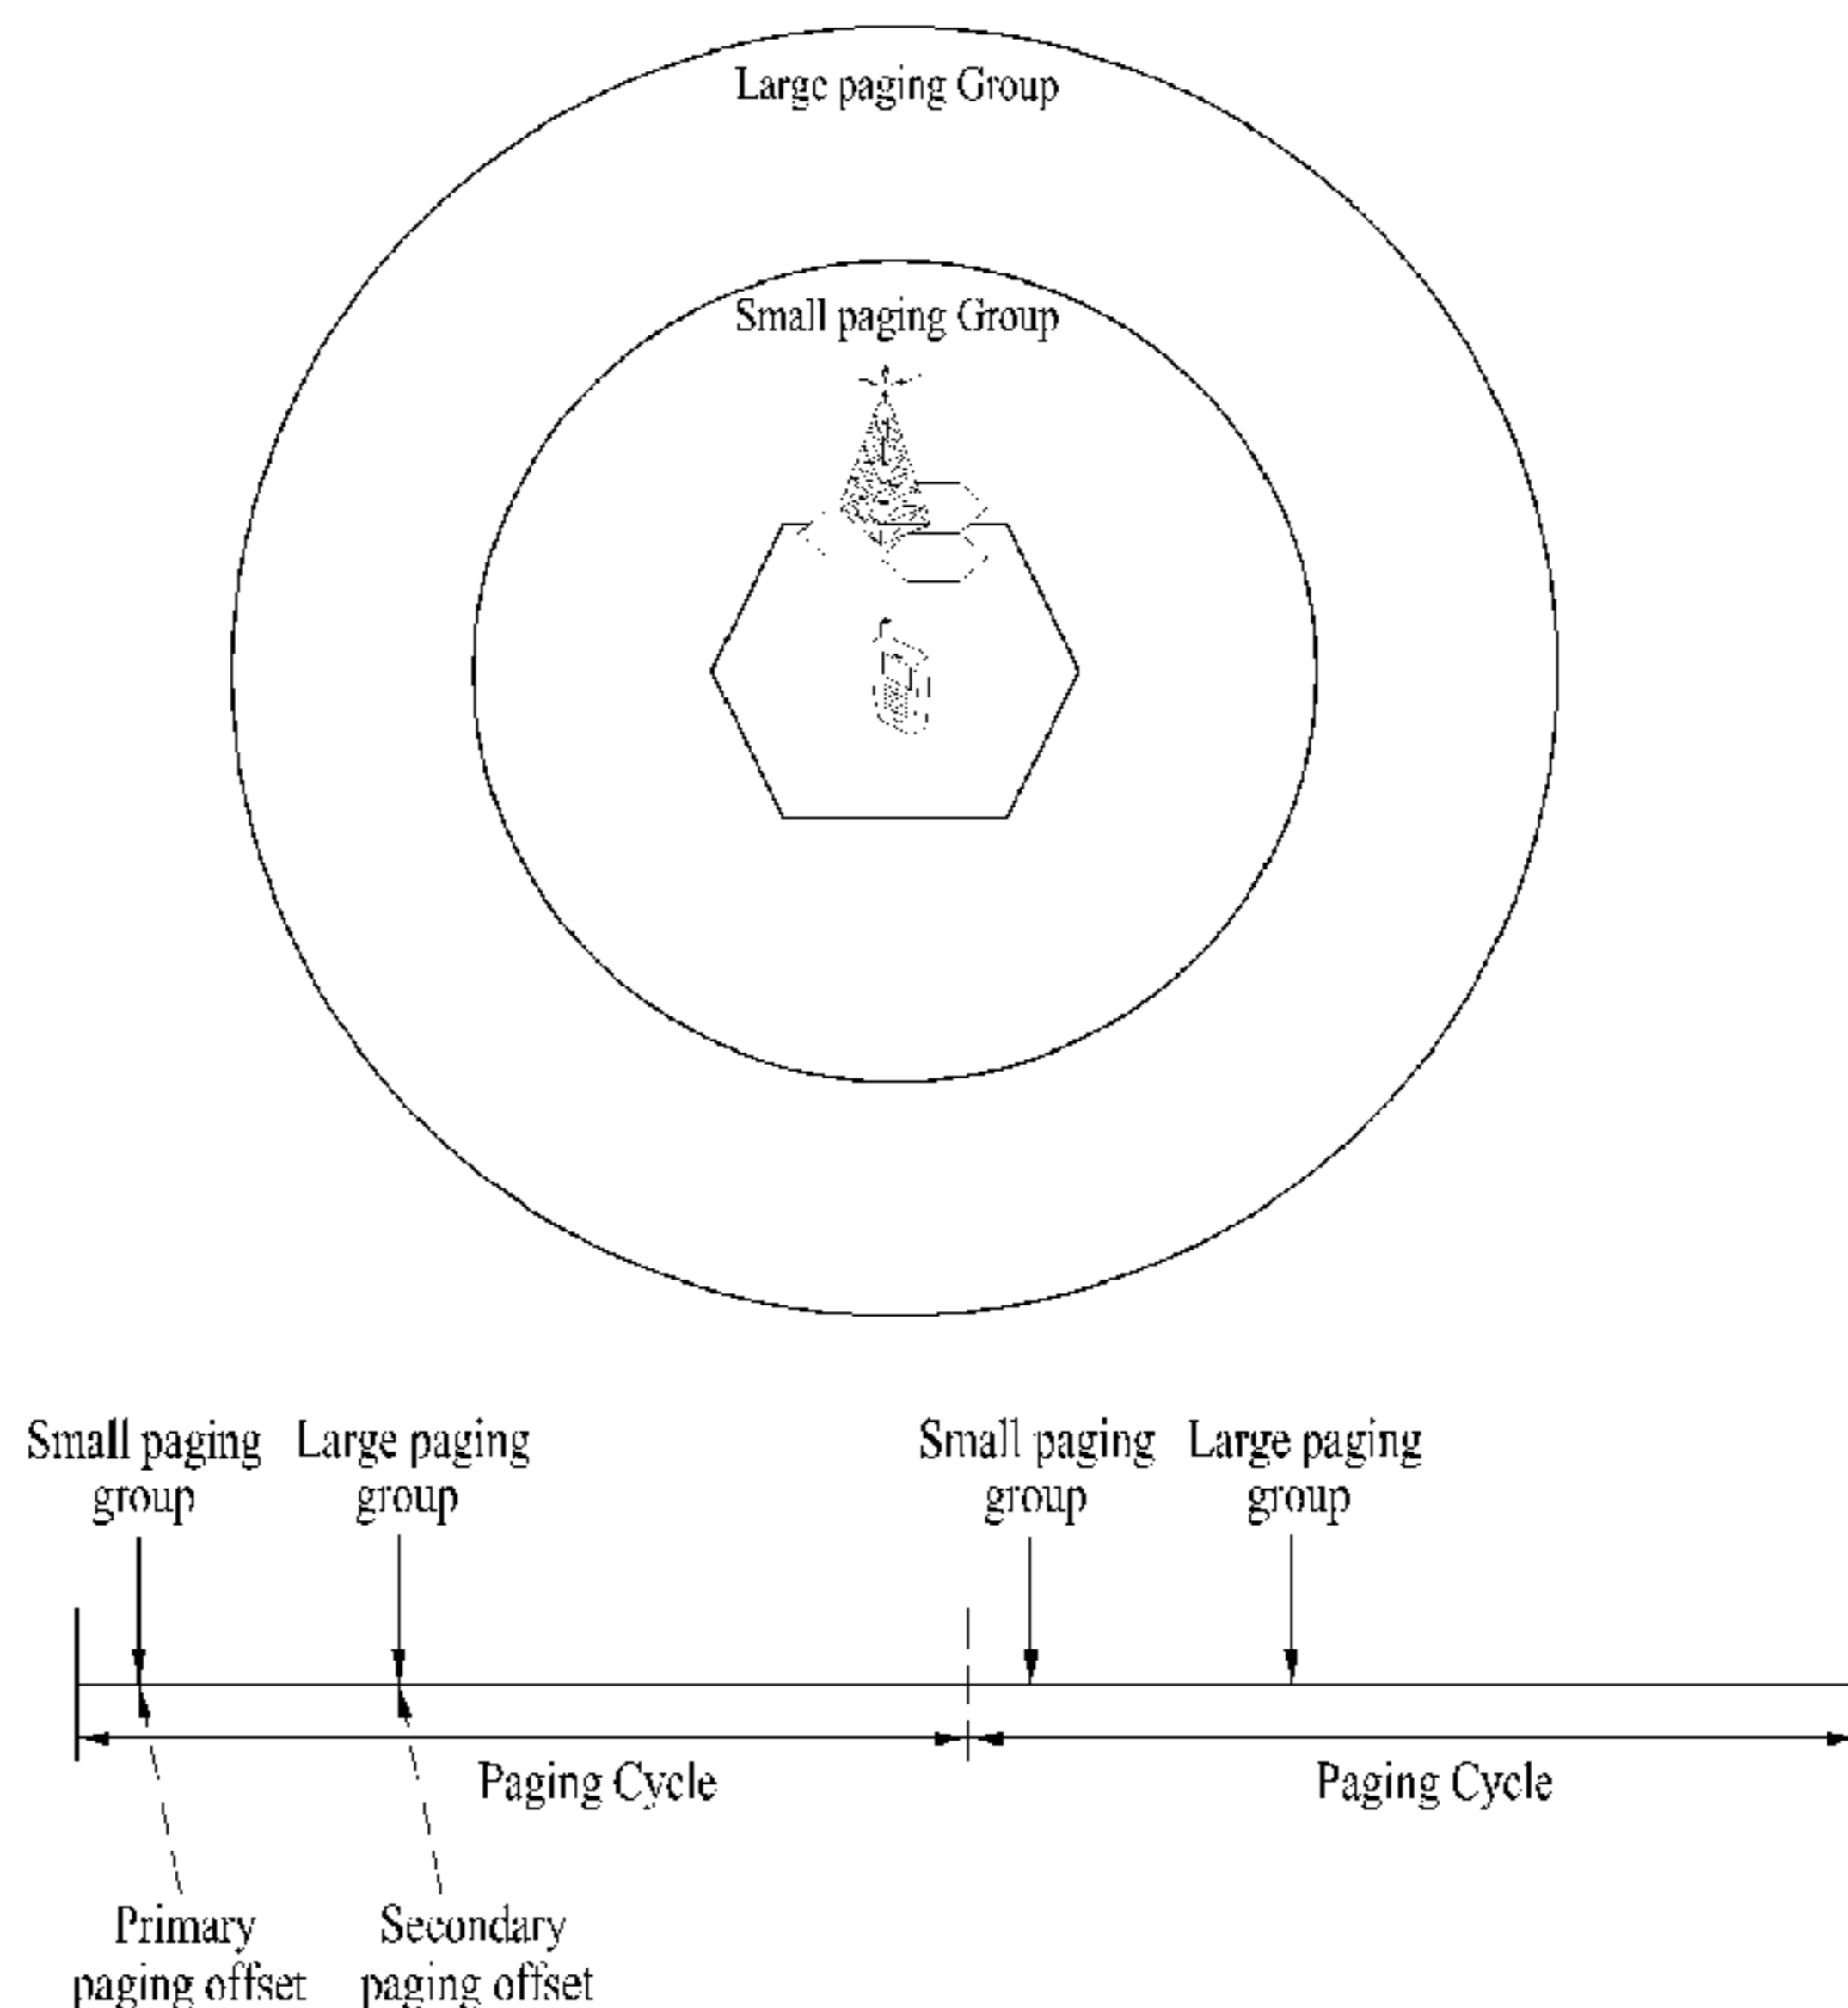 Large paging Group
Small paging Group
Small paging
group
Large paging
group
Small paging
group
Large paging
group
Paging Cycle
Paging Cycle
Primary
paging offset
Secondary
paging offset